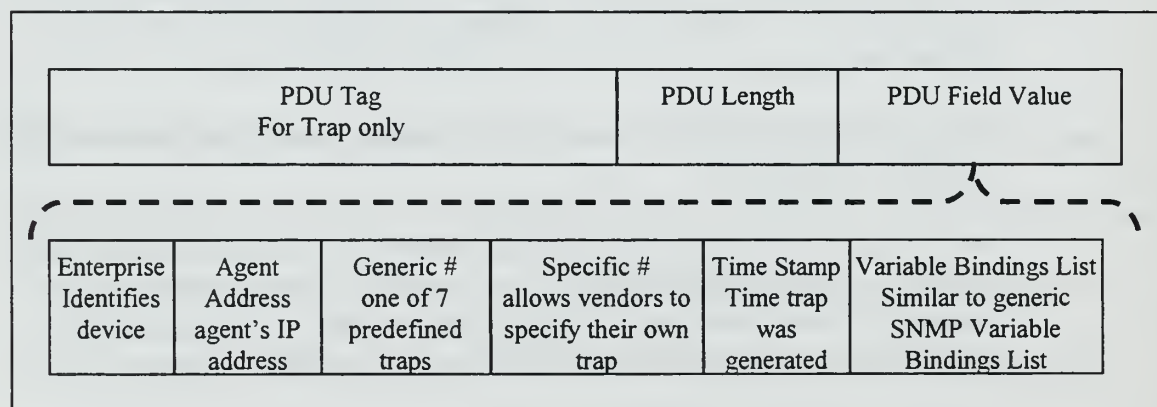 PDU Tag
For Trap only
PDU Length
PDU Field Value
Enterprise
Identifies
device
Agent
Address
agent's IP
address
Generic #
one of 7
predefined
traps
Specific #
allows vendors to
specify their own
trap
Time Stamp
Time trap
was
generated
Variable Bindings List
Similar to generic
SNMP Variable
Bindings List